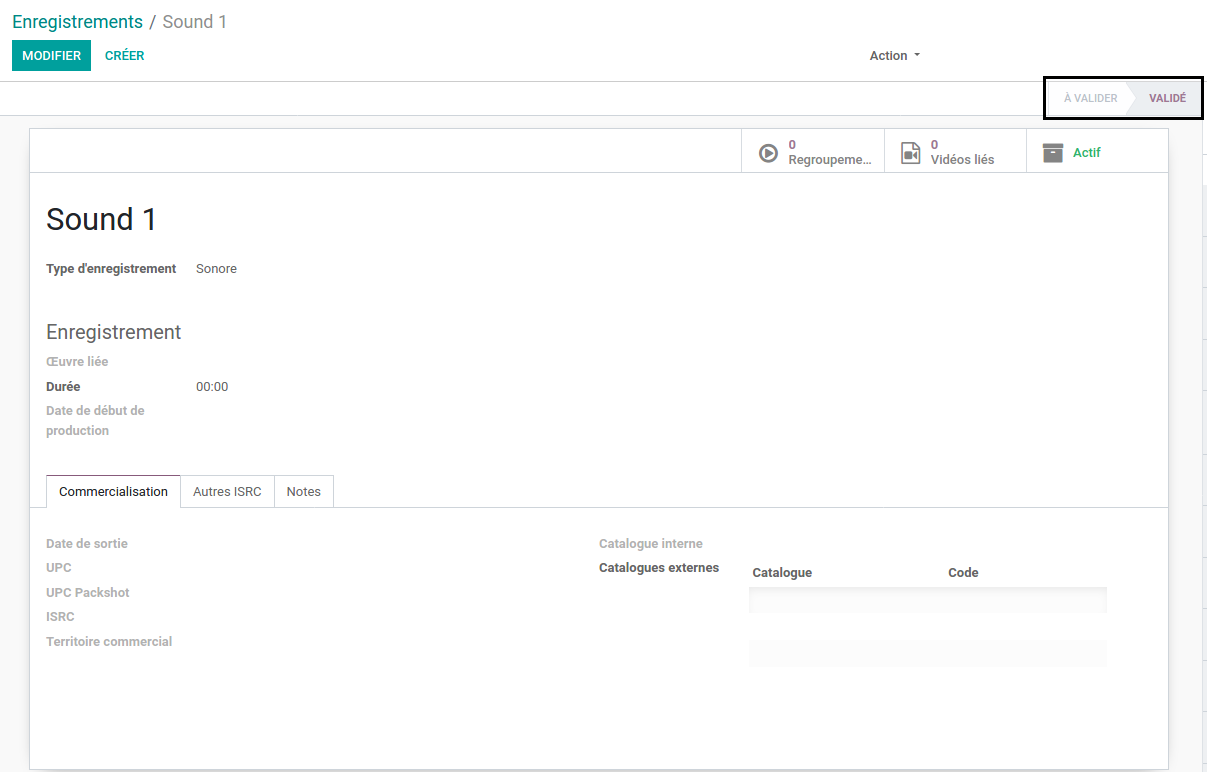 Enregistrements / Sound 1
MODIFIER CRÉER Action
À VALIDER VALIDÉ
0 Regroupeme...
0 Vidéos liés
Actif
Sound 1
Type d'enregistrement Sonore
Enregistrement
Œuvre liée
Durée 00:00
Date de début de
production
Commercialisation Autres ISRC Notes
Date de sortie
UPC
UPC Packshot
ISRC
Territoire commercial
Catalogue interne
Catalogues externes Catalogue Code